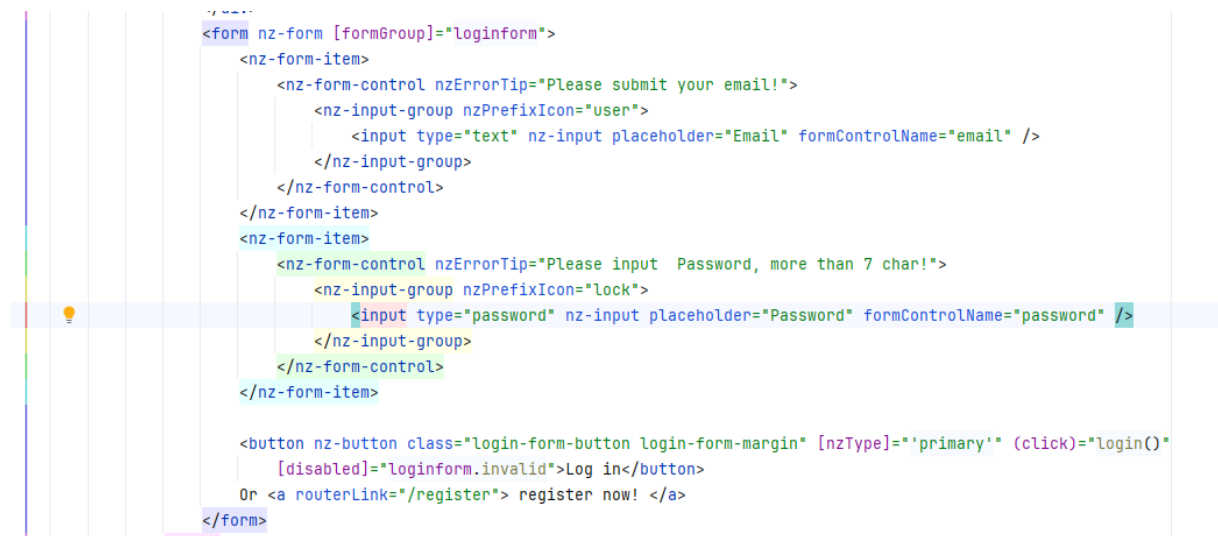 <form nz-form [formGroup]="loginform">
<nz-form-item>
<nz-form-control nzErrorTip="Please submit your email!">
<nz-input-group nzPrefixIcon="user">
<input type="text" nz-input placeholder="Email" formControlName="email" />
</nz-input-group>
</nz-form-control>
</nz-form-item>
<nz-form-item>
<nz-form-control nzErrorTip="Please input  Password, more than 7 char!">
<nz-input-group nzPrefixIcon="lock">
<input type="password" nz-input placeholder="Password" formControlName="password" />
</nz-input-group>
</nz-form-control>
</nz-form-item>
<button nz-button class="login-form-button login-form-margin" [nzType]="'primary'" (click)="login()"
[disabled]="loginform.invalid">Log in</button>
Or <a routerLink="/register"> register now! </a>
</form>